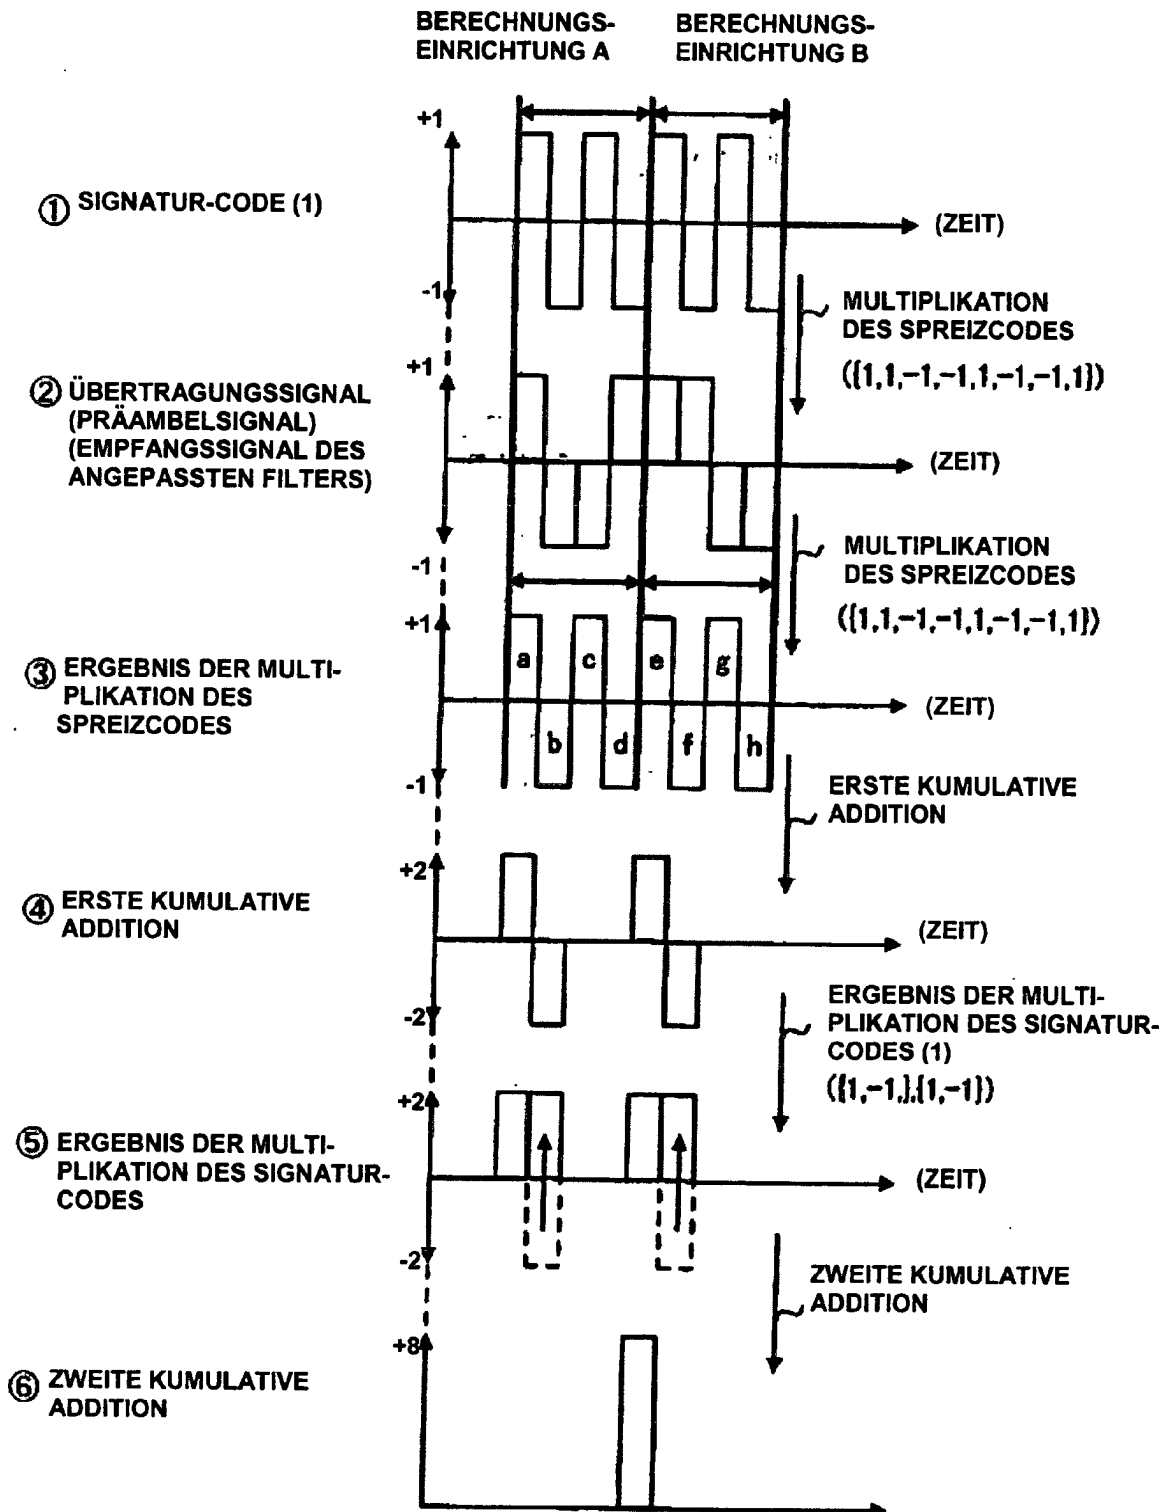 BERECHNUNGS-
EINRICHTUNG A
BERECHNUNGS-
EINRICHTUNG B
+1
① SIGNATUR-CODE (1)
(ZEIT)
-1
MULTIPLIKATION
DES SPREIZCODES
({1,1,-1,-1,1,-1,-1,1})
+1
② ÜBERTRAGUNGSSIGNAL
(PRÄAMBELSIGNAL)
(EMPFANGSSIGNAL DES
ANGEPASSTEN FILTERS)
(ZEIT)
-1
MULTIPLIKATION
DES SPREIZCODES
({1,1,-1,-1,1,-1,-1,1})
+1
③ ERGEBNIS DER MULTI-
PLIKATION DES
SPREIZCODES
a c e g
(ZEIT)
b d f h
-1
ERSTE KUMULATIVE
ADDITION
+2
④ ERSTE KUMULATIVE
ADDITION
(ZEIT)
-2
ERGEBNIS DER MULTI-
PLIKATION DES SIGNATUR-
CODES (1)
({1,-1,},{1,-1})
+2
⑤ ERGEBNIS DER MULTI-
PLIKATION DES SIGNATUR-
CODES
(ZEIT)
-2
ZWEITE KUMULATIVE
ADDITION
+8
⑥ ZWEITE KUMULATIVE
ADDITION